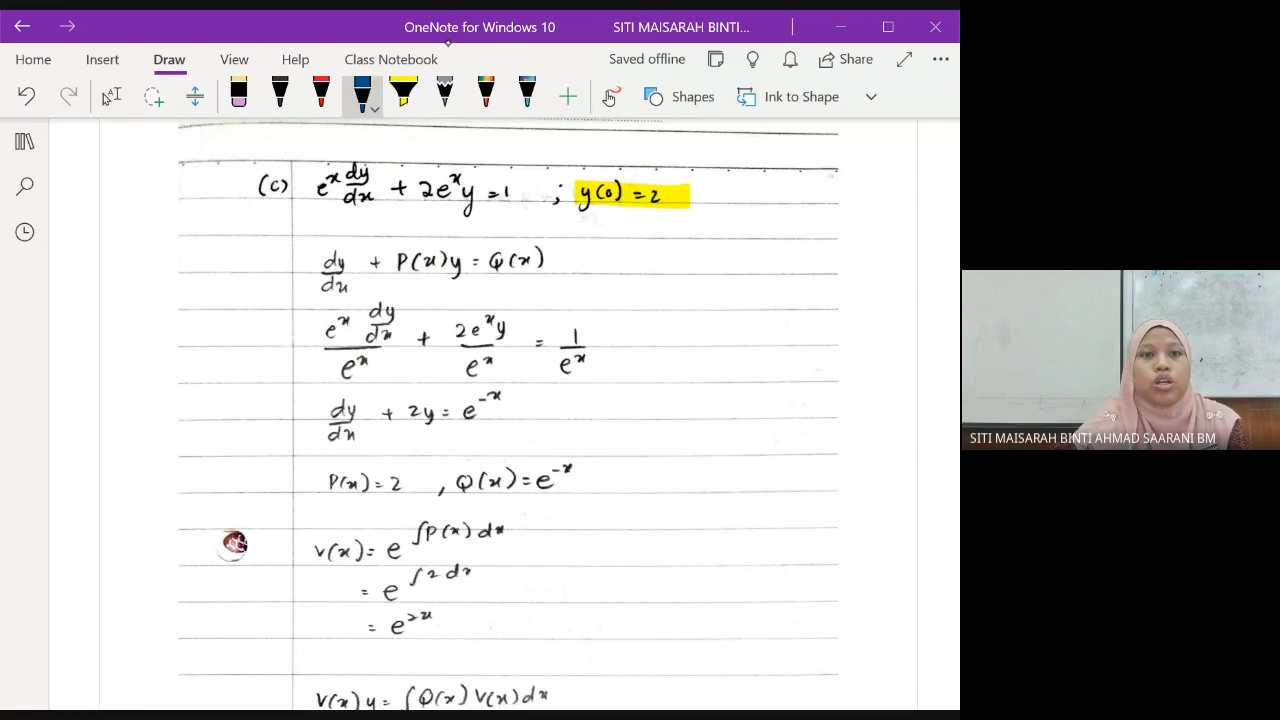 OneNote for Windows 10 SITI MAISARAH BINTI...
Home Insert Draw View Help Class Notebook Saved offline Share
Shapes Ink to Shape
(c) e^x dy/dx + 2e^x y = 1 ; y(0) = 2
dy/dx + P(x)y = Q(x)
e^x dy/dx / e^x + 2e^x y / e^x = 1 / e^x
dy/dx + 2y = e^-x
P(x) = 2 , Q(x) = e^-x
V(x) = e^∫P(x) dx
= e^∫2 dx
= e^2x
V(x) y = ∫Q(x) V(x) dx
SITI MAISARAH BINTI AHMAD SAARANI BM